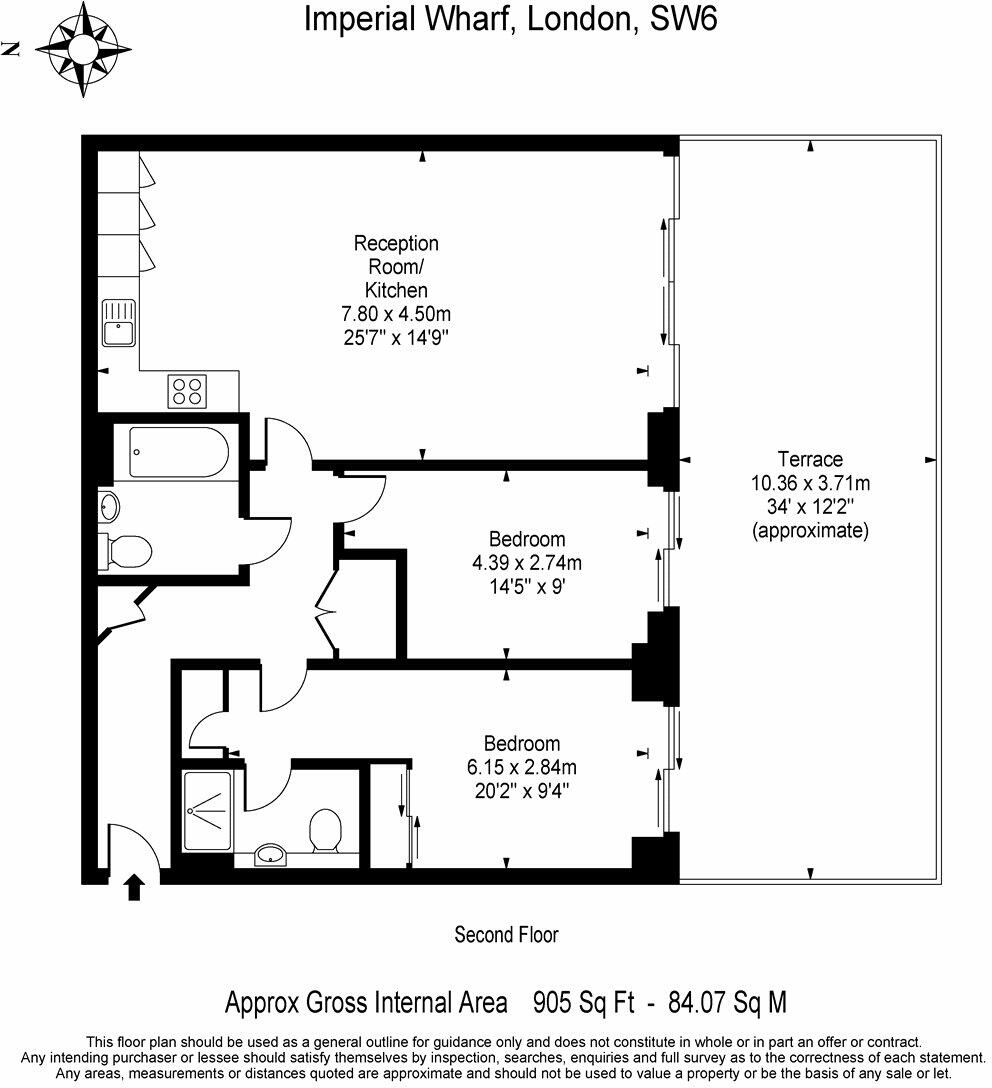 Imperial Wharf, London, SW6
N
Reception
Room/
Kitchen
7.80 x 4.50m
25'7" x 14'9"
Terrace
10.36 x 3.71m
34' x 12'2"
(approximate)
Bedroom
4.39 x 2.74m
14'5" x 9'
Bedroom
6.15 x 2.84m
20'2" x 9'4"
Second Floor
Approx Gross Internal Area 905 Sq Ft - 84.07 Sq M
This floor plan should be used as a general outline for guidance only and does not constitute in whole or in part an offer or contract.
Any intending purchaser or lessee should satisfy themselves by inspection, searches, enquiries and full survey as to the correctness of each statement.
Any areas, measurements or distances quoted are approximate and should not be used to value a property or be the basis of any sale or let.